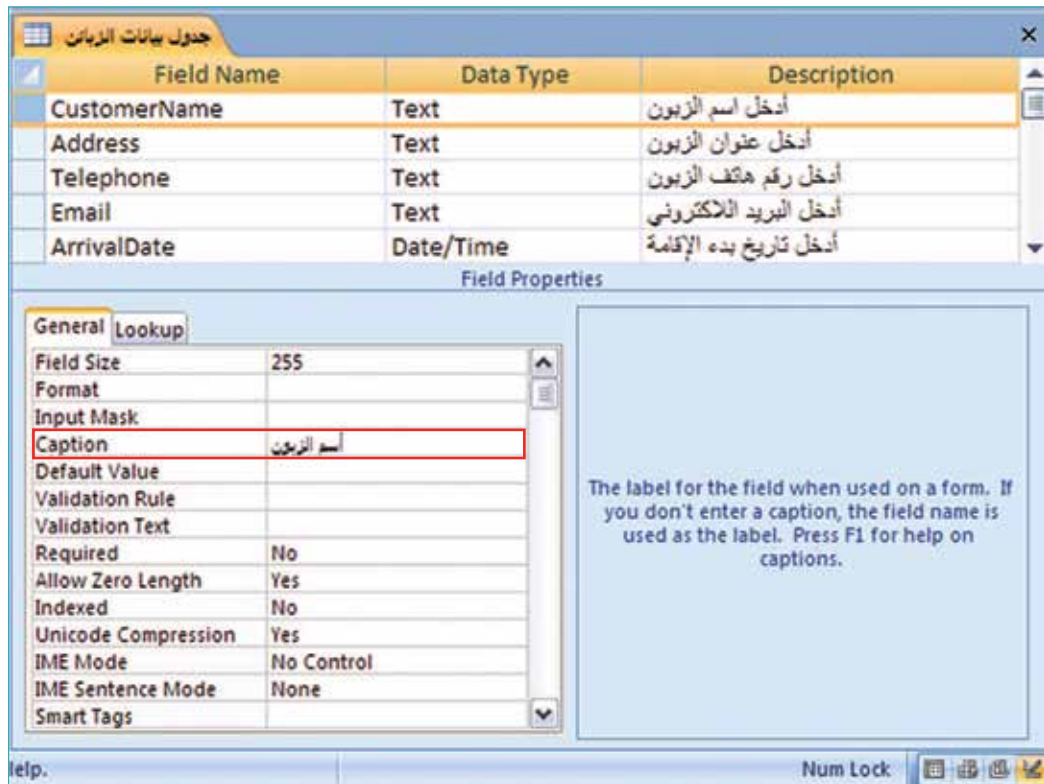 جدول بيانات الزبائن
Field Name Data Type Description
CustomerName Text أدخل اسم الزبون
Address Text أدخل عنوان الزبون
Telephone Text أدخل رقم هاتف الزبون
Email Text أدخل البريد اللاكتروني
ArrivalDate Date/Time أدخل تاريخ بدء الإقامة
Field Properties
General Lookup
Field Size 255
Format
Input Mask
Caption أسم الزبون
Default Value
Validation Rule
Validation Text
Required No
Allow Zero Length Yes
Indexed No
Unicode Compression Yes
IME Mode No Control
IME Sentence Mode None
Smart Tags
The label for the field when used on a form. If
you don't enter a caption, the field name is
used as the label. Press F1 for help on
captions.
lelp. Num Lock